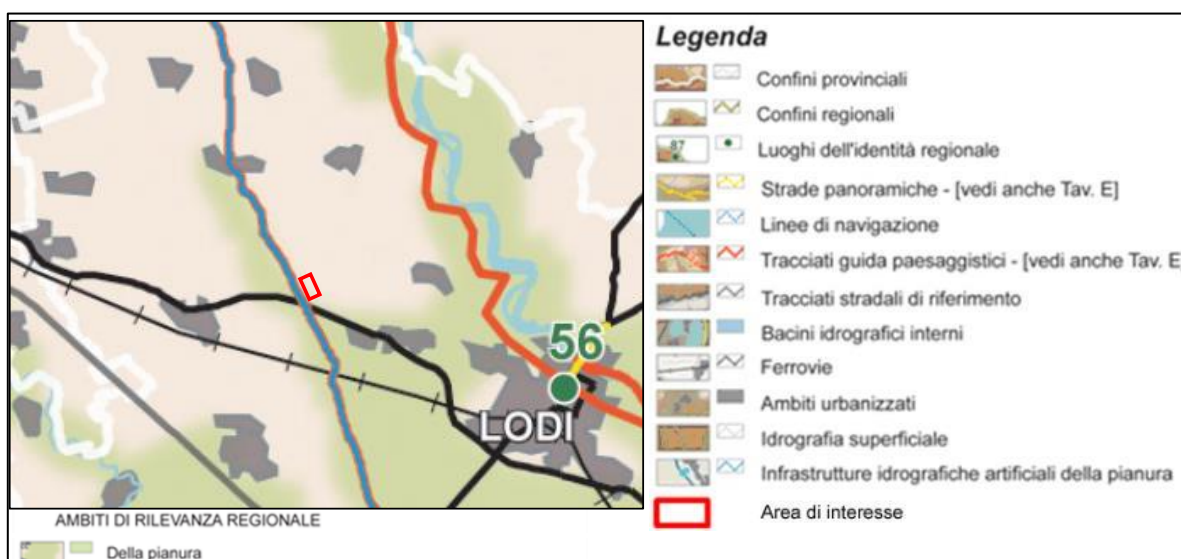 56
LODI
AMBITI DI RILEVANZA REGIONALE
Della pianura
Legenda
Confini provinciali
Confini regionali
87
Luoghi dell'identità regionale
Strade panoramiche - [vedi anche Tav. E]
Linee di navigazione
Tracciati guida paesaggistici - [vedi anche Tav. E
Tracciati stradali di riferimento
Bacini idrografici interni
Ferrovie
Ambiti urbanizzati
Idrografia superficiale
Infrastrutture idrografiche artificiali della pianura
Area di interesse